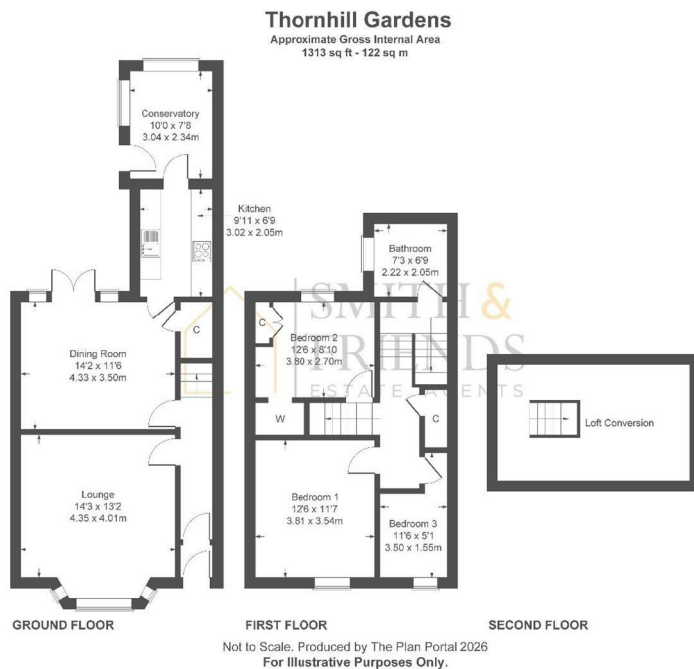 Thornhill Gardens
Approximate Gross Internal Area
1313 sq ft - 122 sq m
Conservatory
10'0 x 7'8
3.04 x 2.34m
Kitchen
9'11 x 6'9
3.02 x 2.05m
C
Dining Room
14'2 x 11'6
4.33 x 3.50m
Lounge
14'3 x 13'2
4.35 x 4.01m
Bathroom
7'3 x 6'9
2.22 x 2.05m
C
Bedroom 2
12'6 x 8'10
3.80 x 2.70m
W
C
Bedroom 1
12'6 x 11'7
3.81 x 3.54m
Bedroom 3
11'6 x 5'1
3.50 x 1.55m
Loft Conversion
SMITH &
FRIENDS
ESTATE AGENTS
GROUND FLOOR
FIRST FLOOR
SECOND FLOOR
Not to Scale. Produced by The Plan Portal 2026
For Illustrative Purposes Only.